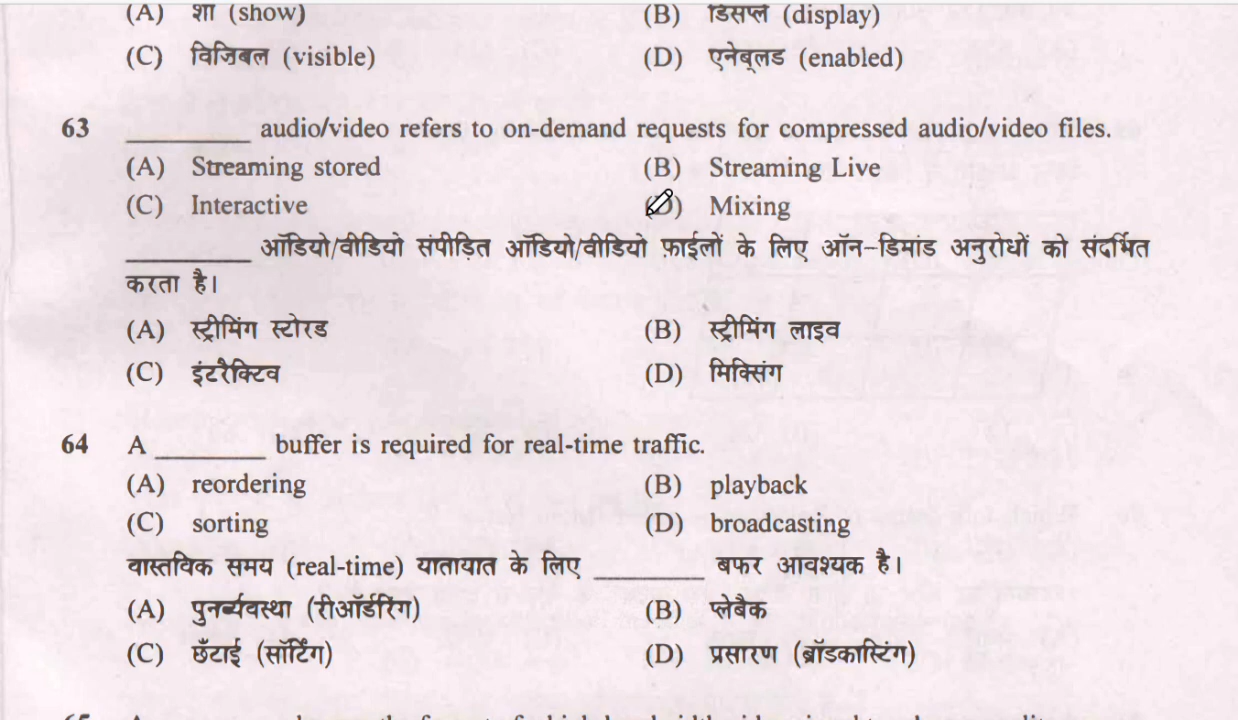 (A) शो (show) (B) डिसप्ले (display)
(C) विजिबल (visible) (D) एनेब्लड (enabled)
63 ________ audio/video refers to on-demand requests for compressed audio/video files.
(A) Streaming stored (B) Streaming Live
(C) Interactive (D) Mixing
________ ऑडियो/वीडियो संपीड़ित ऑडियो/वीडियो फ़ाईलों के लिए ऑन-डिमांड अनुरोधों को संदर्भित
करता है।
(A) स्ट्रीमिंग स्टोरड (B) स्ट्रीमिंग लाइव
(C) इंटरैक्टिव (D) मिक्सिंग
64 A ________ buffer is required for real-time traffic.
(A) reordering (B) playback
(C) sorting (D) broadcasting
वास्तविक समय (real-time) यातायात के लिए ________ बफर आवश्यक है।
(A) पुनर्व्यवस्था (रीऑर्डरिंग) (B) प्लेबैक
(C) छँटाई (सॉर्टिंग) (D) प्रसारण (ब्रॉडकास्टिंग)